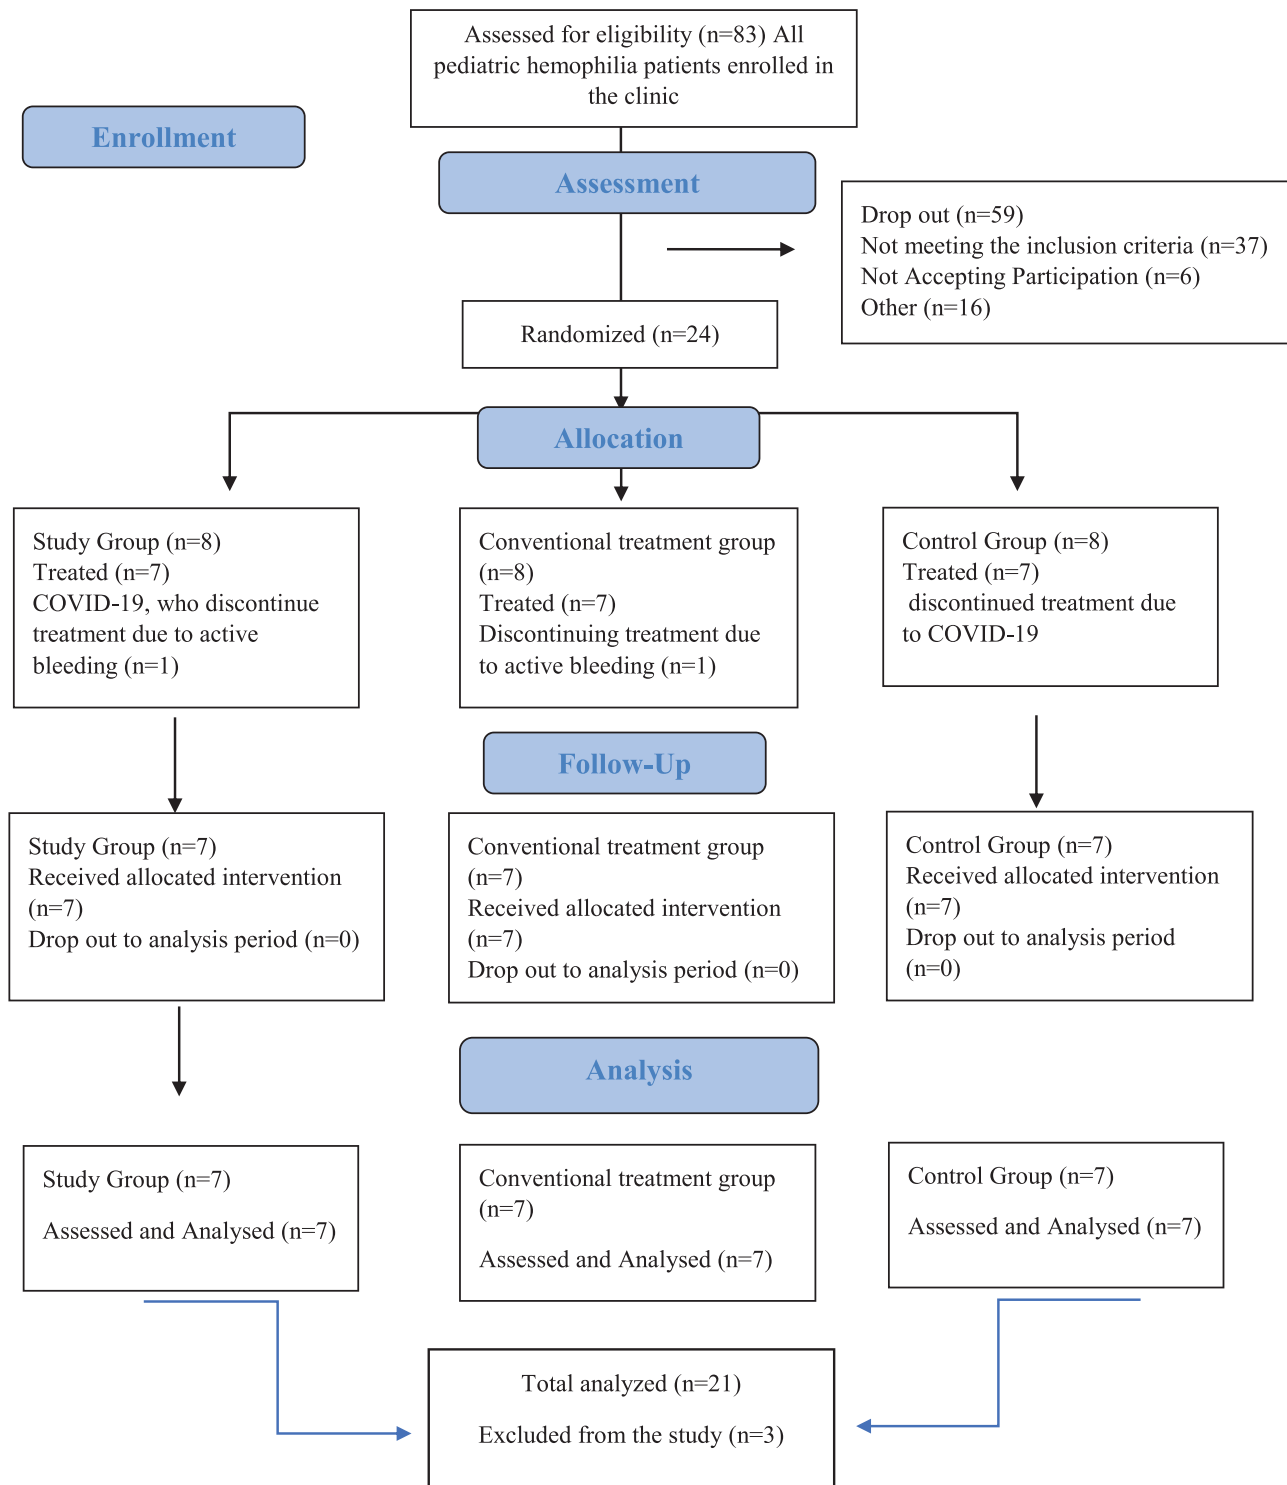 Assessed for eligibility (n=83) All
pediatric hemophilia patients enrolled in
the clinic
Enrollment
Assessment
Drop out (n=59)
Not meeting the inclusion criteria (n=37)
Not Accepting Participation (n=6)
Other (n=16)
Randomized (n=24)
Allocation
Study Group (n=8)
Treated (n=7)
COVID-19, who discontinue
treatment due to active
bleeding (n=1)
Conventional treatment group
(n=8)
Treated (n=7)
Discontinuing treatment due
to active bleeding (n=1)
Control Group (n=8)
Treated (n=7)
discontinued treatment due
to COVID-19
Follow-Up
Study Group (n=7)
Received allocated intervention
(n=7)
Drop out to analysis period (n=0)
Conventional treatment group
(n=7)
Received allocated intervention
(n=7)
Drop out to analysis period (n=0)
Control Group (n=7)
Received allocated intervention
(n=7)
Drop out to analysis period
(n=0)
Analysis
Study Group (n=7)
Assessed and Analysed (n=7)
Conventional treatment group
(n=7)
Assessed and Analysed (n=7)
Control Group (n=7)
Assessed and Analysed (n=7)
Total analyzed (n=21)
Excluded from the study (n=3)